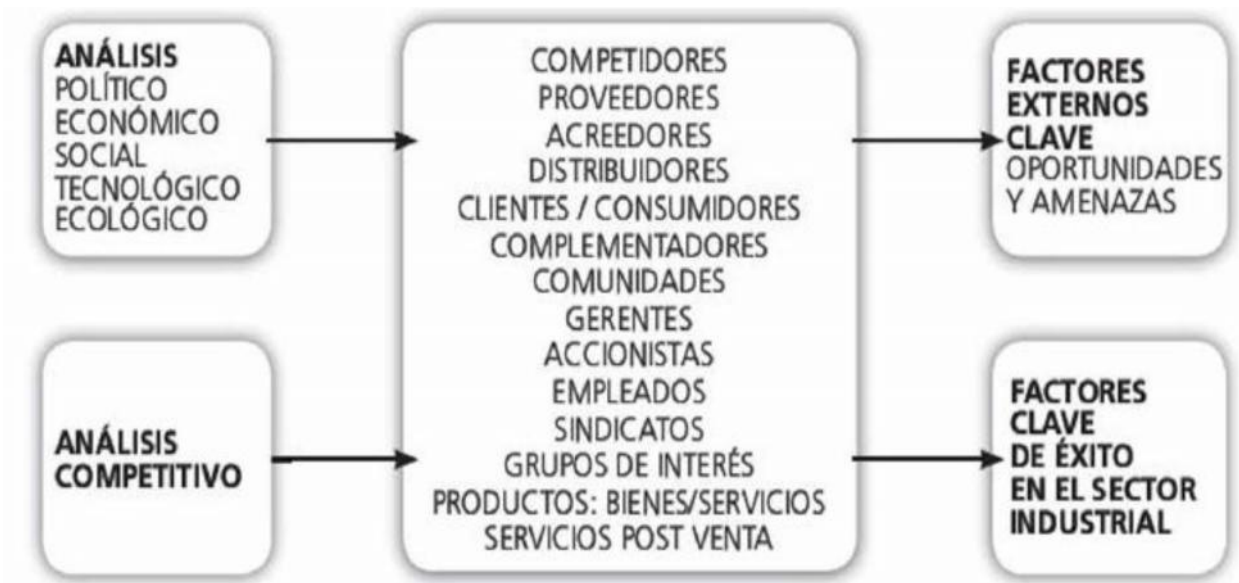 ANÁLISIS
POLÍTICO
ECONÓMICO
SOCIAL
TECNOLÓGICO
ECOLÓGICO
COMPETIDORES
PROVEEDORES
ACREEDORES
DISTRIBUIDORES
CLIENTES / CONSUMIDORES
COMPLEMENTADORES
COMUNIDADES
GERENTES
ACCIONISTAS
EMPLEADOS
SINDICATOS
GRUPOS DE INTERÉS
PRODUCTOS: BIENES/SERVICIOS
SERVICIOS POST VENTA
FACTORES
EXTERNOS
CLAVE
OPORTUNIDADES
Y AMENAZAS
ANÁLISIS
COMPETITIVO
FACTORES
CLAVE
DE ÉXITO
EN EL SECTOR
INDUSTRIAL